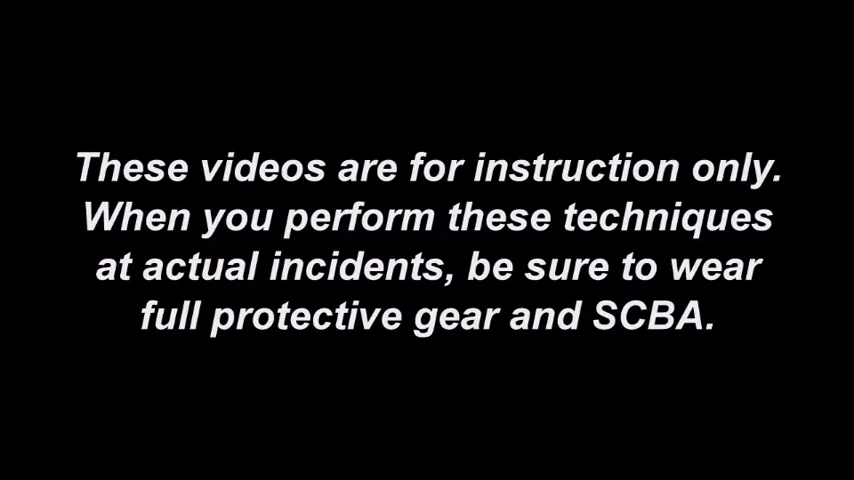 These videos are for instruction only.
When you perform these techniques
at actual incidents, be sure to wear
full protective gear and SCBA.